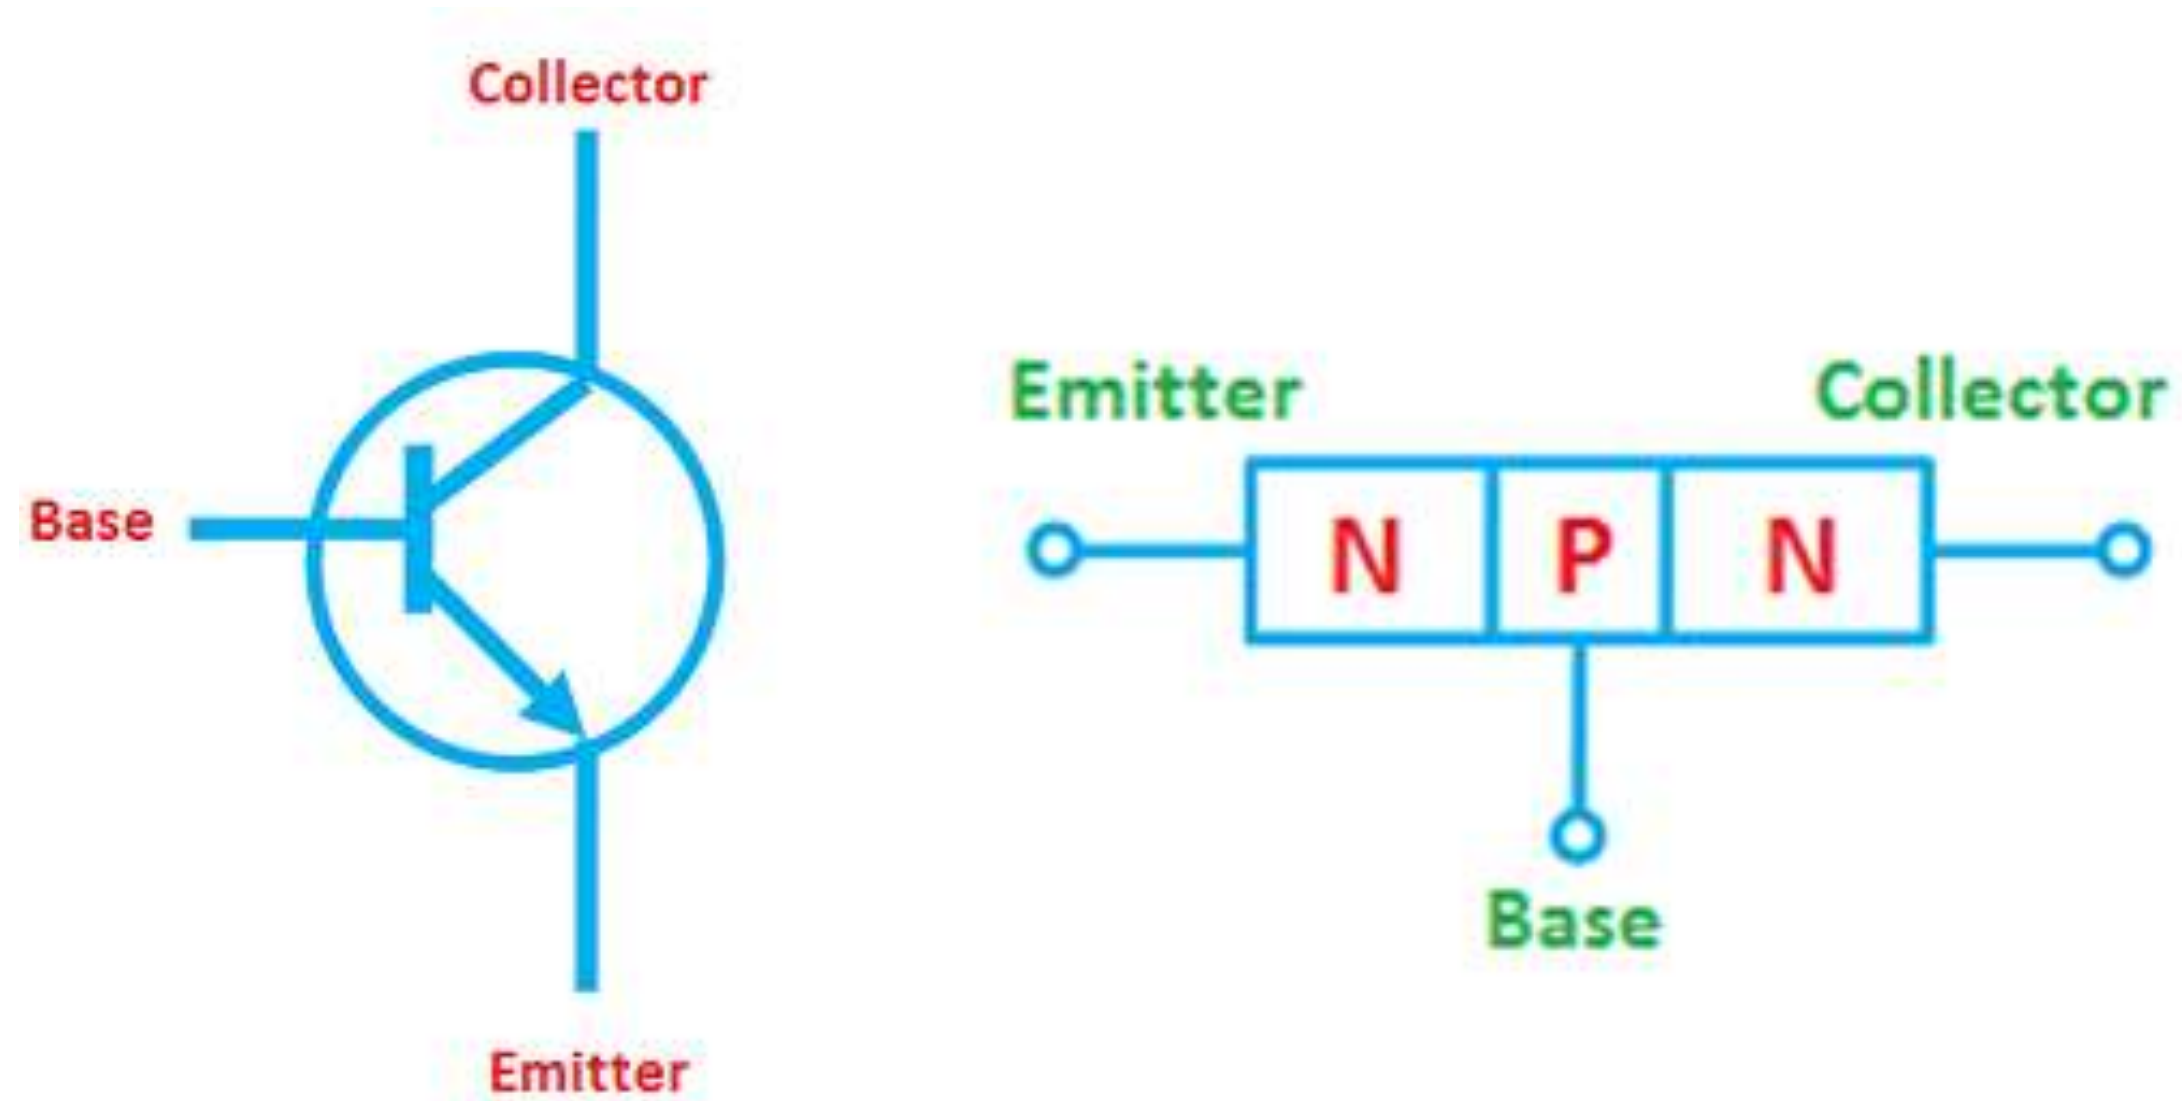 Collector
Base
Emitter
Emitter
Collector
N P N
Base